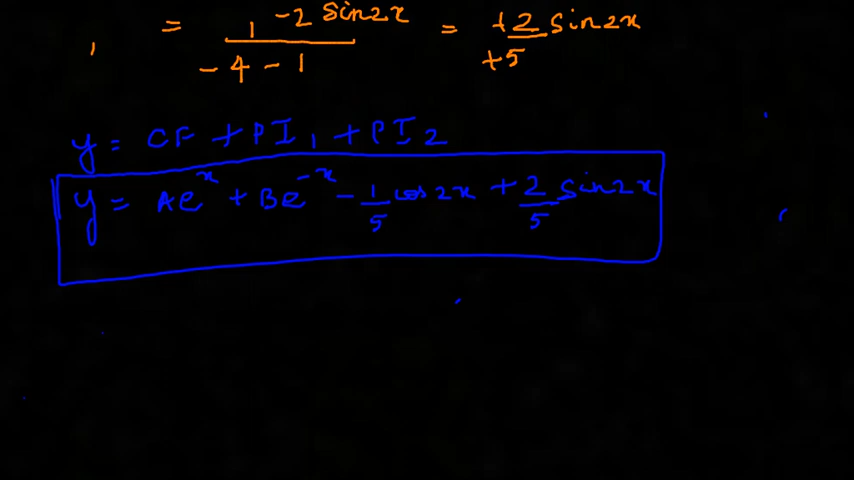 = 1 -2 sin2x / -4 - 1 = +2/+5 sin2x
y = CF + PI1 + PI2
y = Ae^x + Be^-x - 1/5 cos2x + 2/5 sin2x